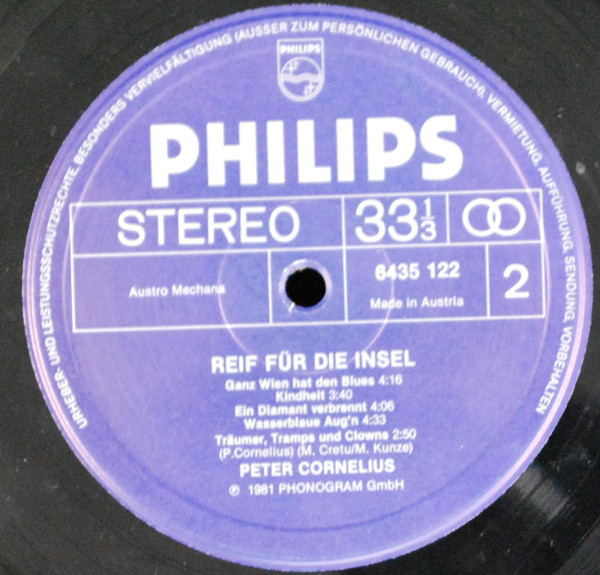 URHEBER- UND LEISTUNGSSCHUTZRECHTE, BESONDERS VERVIELFÄLTIGUNG (AUSSER ZUM PERSÖNLICHEN GEBRAUCH), VERMIETUNG, AUFFÜHRUNG, SENDUNG, VORBEHALTEN
PHILIPS
PHILIPS
STEREO
33 1/3
Austro Mechana
6435 122
Made in Austria
2
REIF FÜR DIE INSEL
Ganz Wien hat den Blues 4:16
Kindheit 3:40
Ein Diamant verbrennt 4:06
Wasserblaue Aug'n 4:33
Träumer, Tramps und Clowns 2:50
(P.Cornelius) (M. Cretu/M. Kunze)
PETER CORNELIUS
℗ 1981 PHONOGRAM GmbH